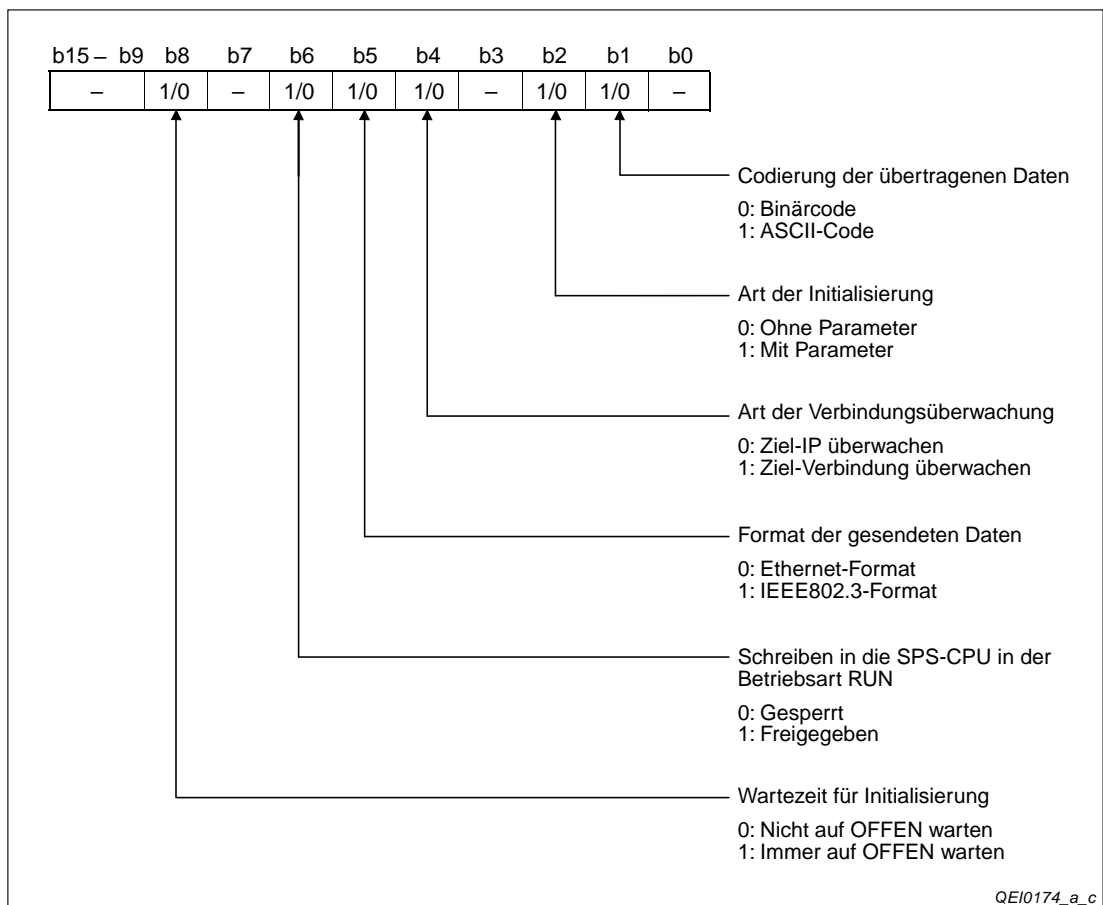 b15 – b9 b8 b7 b6 b5 b4 b3 b2 b1 b0
– 1/0 – 1/0 1/0 1/0 – 1/0 1/0 –
Codierung der übertragenen Daten
0: Binärcode
1: ASCII-Code
Art der Initialisierung
0: Ohne Parameter
1: Mit Parameter
Art der Verbindungsüberwachung
0: Ziel-IP überwachen
1: Ziel-Verbindung überwachen
Format der gesendeten Daten
0: Ethernet-Format
1: IEEE802.3-Format
Schreiben in die SPS-CPU in der
Betriebsart RUN
0: Gesperrt
1: Freigegeben
Wartezeit für Initialisierung
0: Nicht auf OFFEN warten
1: Immer auf OFFEN warten
QEI0174_a_c